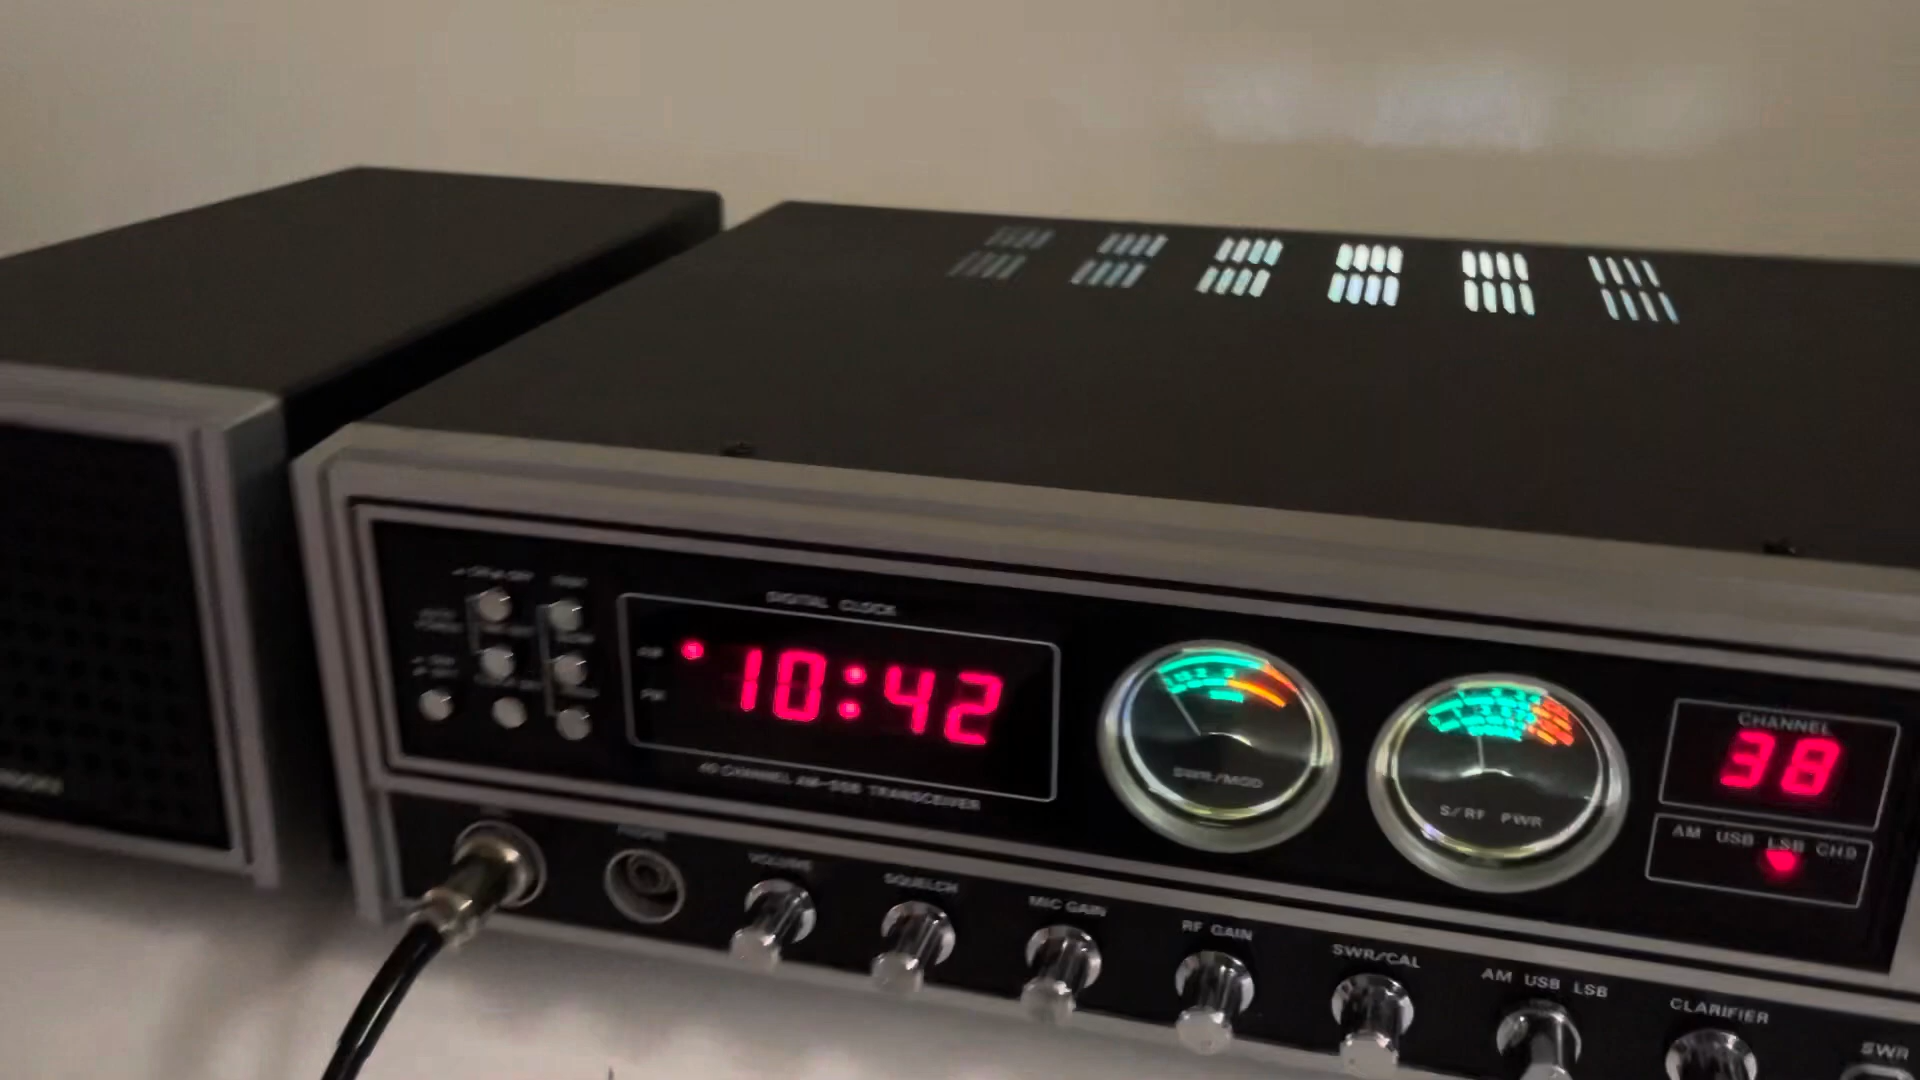 DIGITAL CLOCK
AM
PM
10:42
40 CHANNEL AM-SSB TRANSCEIVER
SWR/MOD
S/RF PWR
CHANNEL
38
AM USB LSB CH9
PHONE
VOLUME
SQUELCH
MIC GAIN
RF GAIN
SWR/CAL
AM USB LSB
CLARIFIER
SWR